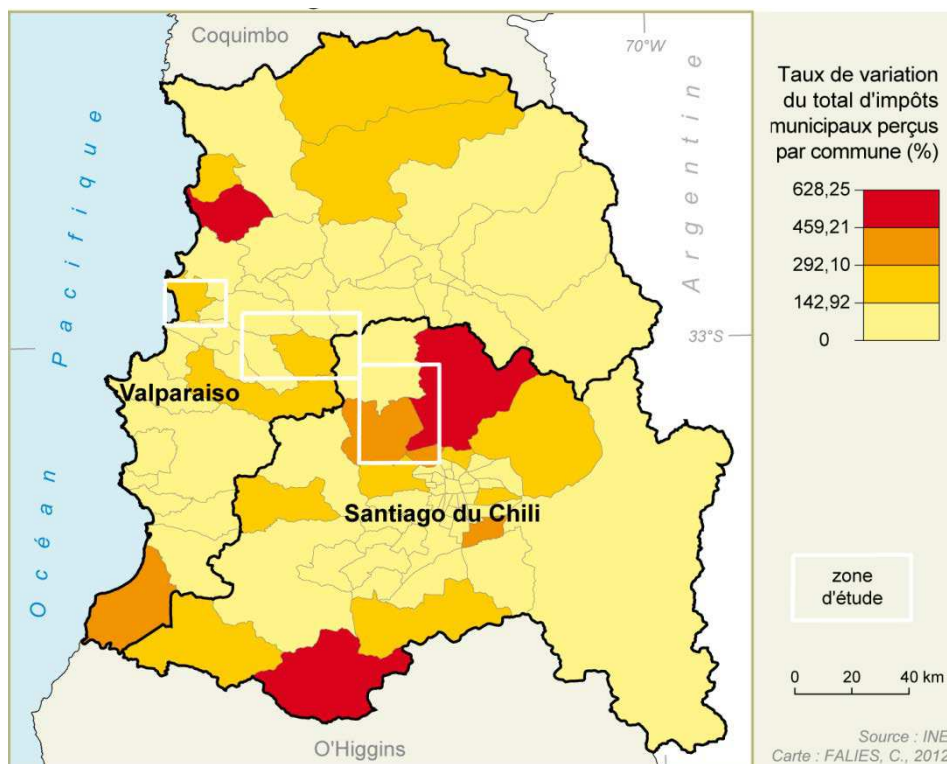 Coquimbo
70°W
Argentine
Océan Pacifique
33°S
Valparaiso
Santiago du Chili
O'Higgins
Taux de variation
du total d'impôts
municipaux perçus
par commune (%)
628,25
459,21
292,10
142,92
0
zone
d'étude
0 20 40 km
Source : INE
Carte : FALIES, C., 2012